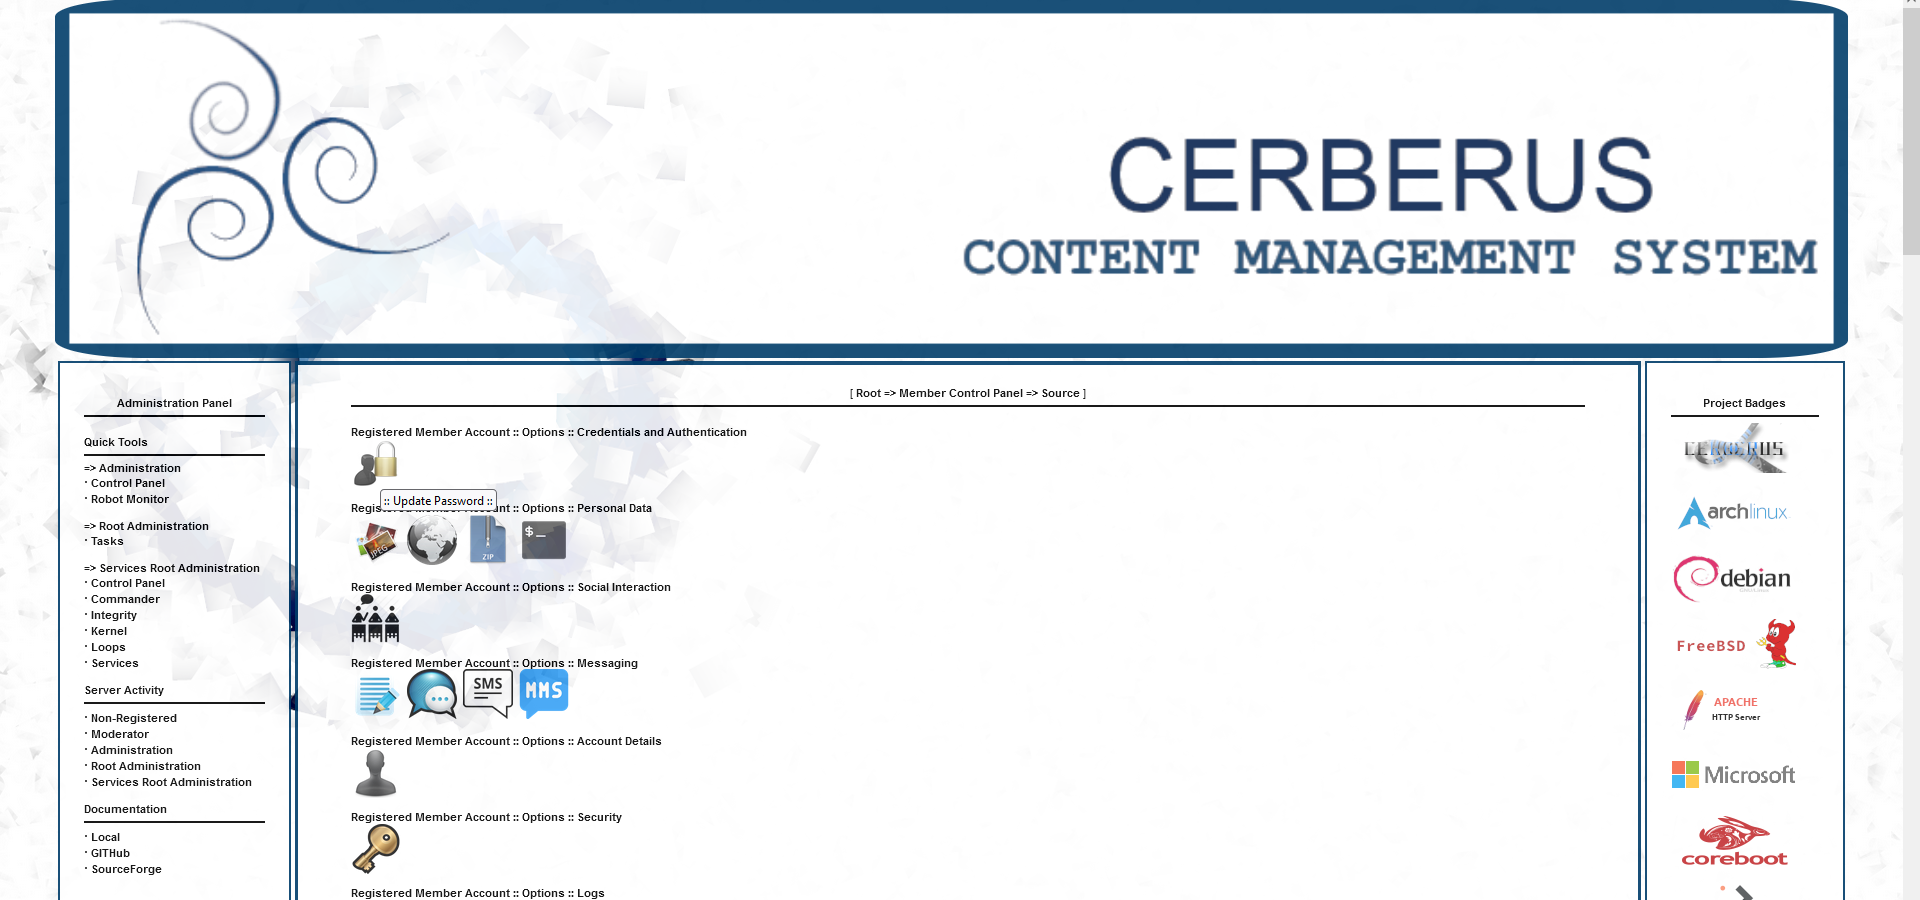 CERBERUS
CONTENT MANAGEMENT SYSTEM
Administration Panel
Quick Tools
=> Administration
· Control Panel
· Robot Monitor
=> Root Administration
· Tasks
=> Services Root Administration
· Control Panel
· Commander
· Integrity
· Kernel
· Loops
· Services
Server Activity
· Non-Registered
· Moderator
· Administration
· Root Administration
· Services Root Administration
Documentation
· Local
· GITHub
· SourceForge
[ Root => Member Control Panel => Source ]
Registered Member Account :: Options :: Credentials and Authentication
:: Update Password ::
Registered Member Account :: Options :: Personal Data
JPEG
ZIP
$_
Registered Member Account :: Options :: Social Interaction
Registered Member Account :: Options :: Messaging
SMS
MMS
Registered Member Account :: Options :: Account Details
Registered Member Account :: Options :: Security
Registered Member Account :: Options :: Logs
Project Badges
CERBERUS
archlinux
debian
FreeBSD
APACHE
HTTP Server
Microsoft
coreboot